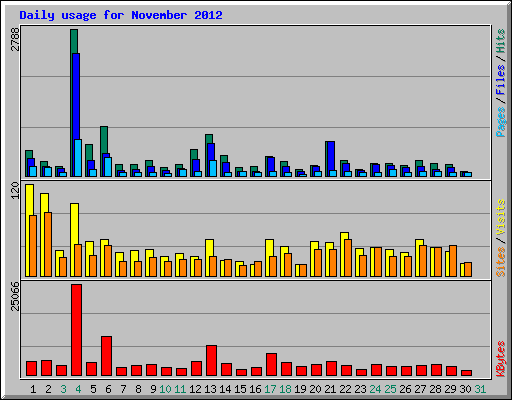 Daily usage for November 2012
2788
Pages / Files / Hits
120
Sites / Visits
25066
KBytes
1 2 3 4 5 6 7 8 9 10 11 12 13 14 15 16 17 18 19 20 21 22 23 24 25 26 27 28 29 30 31